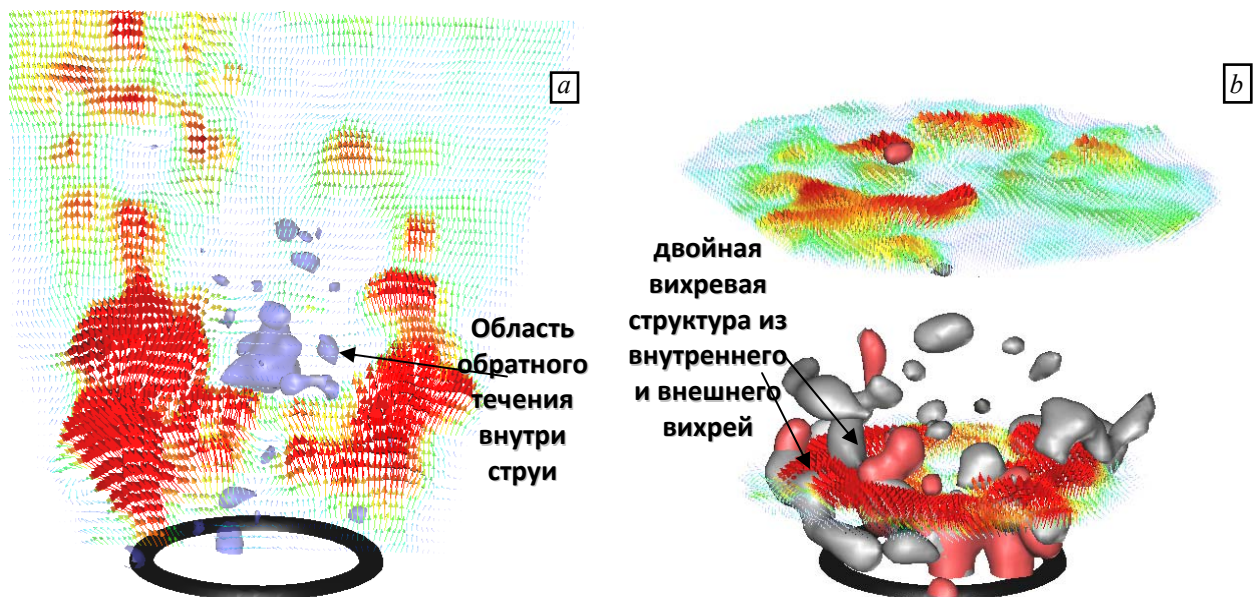 a
b
Область
обратного
течения
внутри
струи
двойная
вихревая
структура из
внутреннего
и внешнего
вихрей